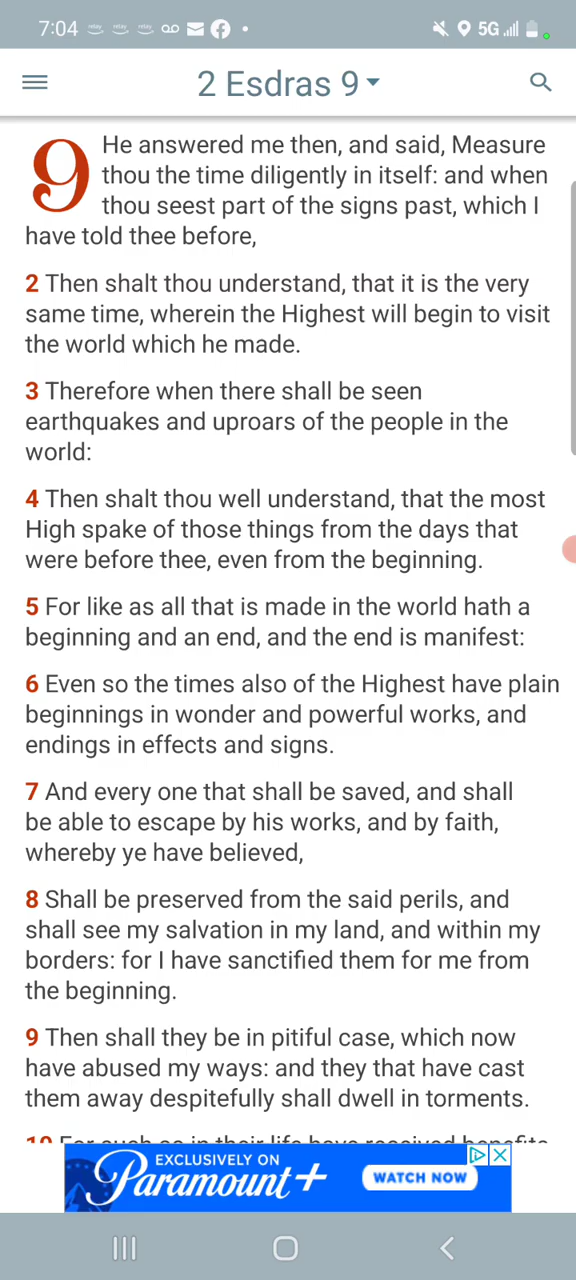 7:04
5G
2 Esdras 9
9 He answered me then, and said, Measure
thou the time diligently in itself: and when
thou seest part of the signs past, which I
have told thee before,
2 Then shalt thou understand, that it is the very
same time, wherein the Highest will begin to visit
the world which he made.
3 Therefore when there shall be seen
earthquakes and uproars of the people in the
world:
4 Then shalt thou well understand, that the most
High spake of those things from the days that
were before thee, even from the beginning.
5 For like as all that is made in the world hath a
beginning and an end, and the end is manifest:
6 Even so the times also of the Highest have plain
beginnings in wonder and powerful works, and
endings in effects and signs.
7 And every one that shall be saved, and shall
be able to escape by his works, and by faith,
whereby ye have believed,
8 Shall be preserved from the said perils, and
shall see my salvation in my land, and within my
borders: for I have sanctified them for me from
the beginning.
9 Then shall they be in pitiful case, which now
have abused my ways: and they that have cast
them away despitefully shall dwell in torments.
10 For such as in their life have received benefits
EXCLUSIVELY ON
Paramount+
WATCH NOW